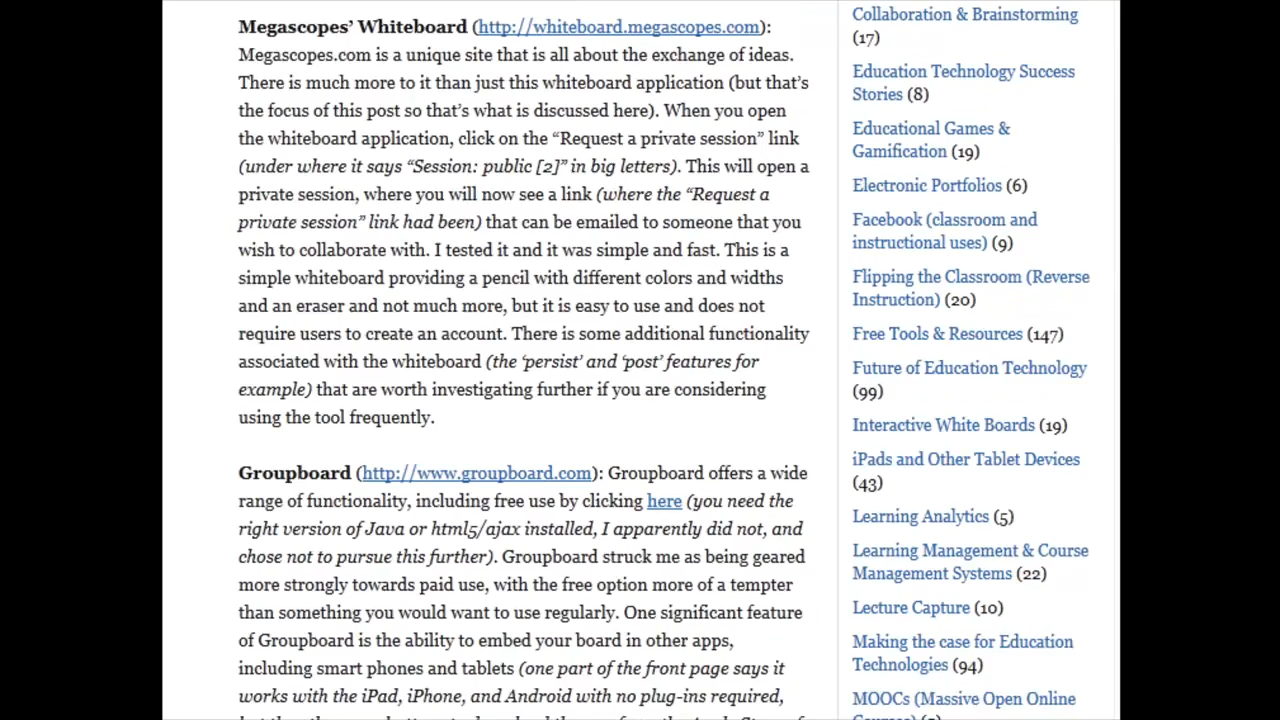 Megascopes’ Whiteboard (http://whiteboard.megascopes.com):
Megascopes.com is a unique site that is all about the exchange of ideas.
There is much more to it than just this whiteboard application (but that’s
the focus of this post so that’s what is discussed here). When you open
the whiteboard application, click on the “Request a private session” link
(under where it says “Session: public [2]” in big letters). This will open a
private session, where you will now see a link (where the “Request a
private session” link had been) that can be emailed to someone that you
wish to collaborate with. I tested it and it was simple and fast. This is a
simple whiteboard providing a pencil with different colors and widths
and an eraser and not much more, but it is easy to use and does not
require users to create an account. There is some additional functionality
associated with the whiteboard (the ‘persist’ and ‘post’ features for
example) that are worth investigating further if you are considering
using the tool frequently.
Groupboard (http://www.groupboard.com): Groupboard offers a wide
range of functionality, including free use by clicking here (you need the
right version of Java or html5/ajax installed, I apparently did not, and
chose not to pursue this further). Groupboard struck me as being geared
more strongly towards paid use, with the free option more of a tempter
than something you would want to use regularly. One significant feature
of Groupboard is the ability to embed your board in other apps,
including smart phones and tablets (one part of the front page says it
works with the iPad, iPhone, and Android with no plug-ins required,
Collaboration & Brainstorming
(17)
Education Technology Success
Stories (8)
Educational Games &
Gamification (19)
Electronic Portfolios (6)
Facebook (classroom and
instructional uses) (9)
Flipping the Classroom (Reverse
Instruction) (20)
Free Tools & Resources (147)
Future of Education Technology
(99)
Interactive White Boards (19)
iPads and Other Tablet Devices
(43)
Learning Analytics (5)
Learning Management & Course
Management Systems (22)
Lecture Capture (10)
Making the case for Education
Technologies (94)
MOOCs (Massive Open Online